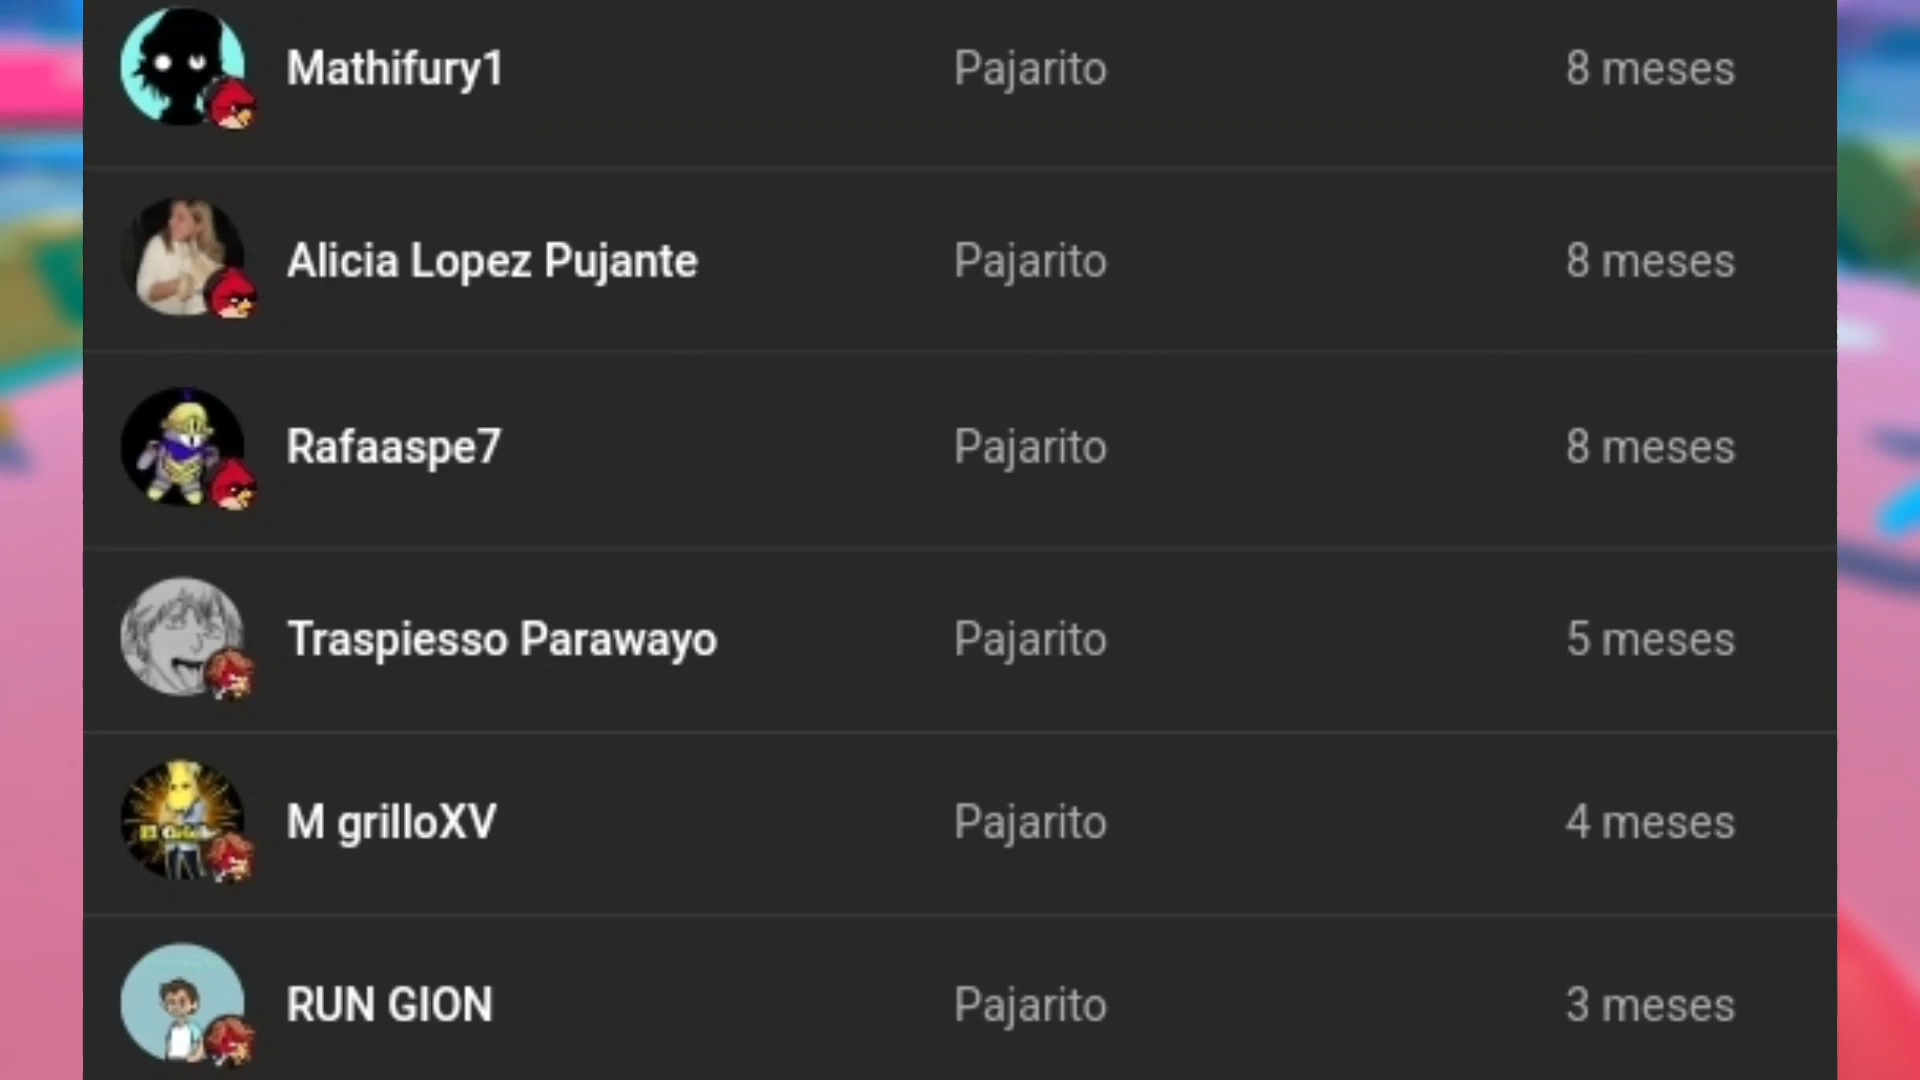 Mathifury1 Pajarito 8 meses
Alicia Lopez Pujante Pajarito 8 meses
Rafaaspe7 Pajarito 8 meses
Traspiesso Parawayo Pajarito 5 meses
M grilloXV Pajarito 4 meses
RUN GION Pajarito 3 meses